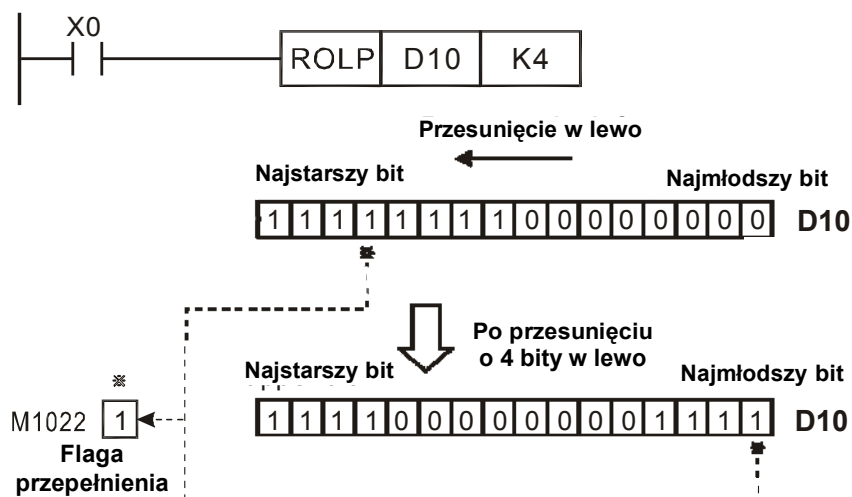 X0
ROLP D10 K4
Przesunięcie w lewo
Najstarszy bit Najmłodszy bit
1 1 1 1 1 1 1 1 0 0 0 0 0 0 0 0 D10
※
Po przesunięciu
o 4 bity w lewo
Najstarszy bit Najmłodszy bit
※
M1022 1 1 1 1 1 0 0 0 0 0 0 0 0 1 1 1 1 D10
Flaga
przepełnienia
※